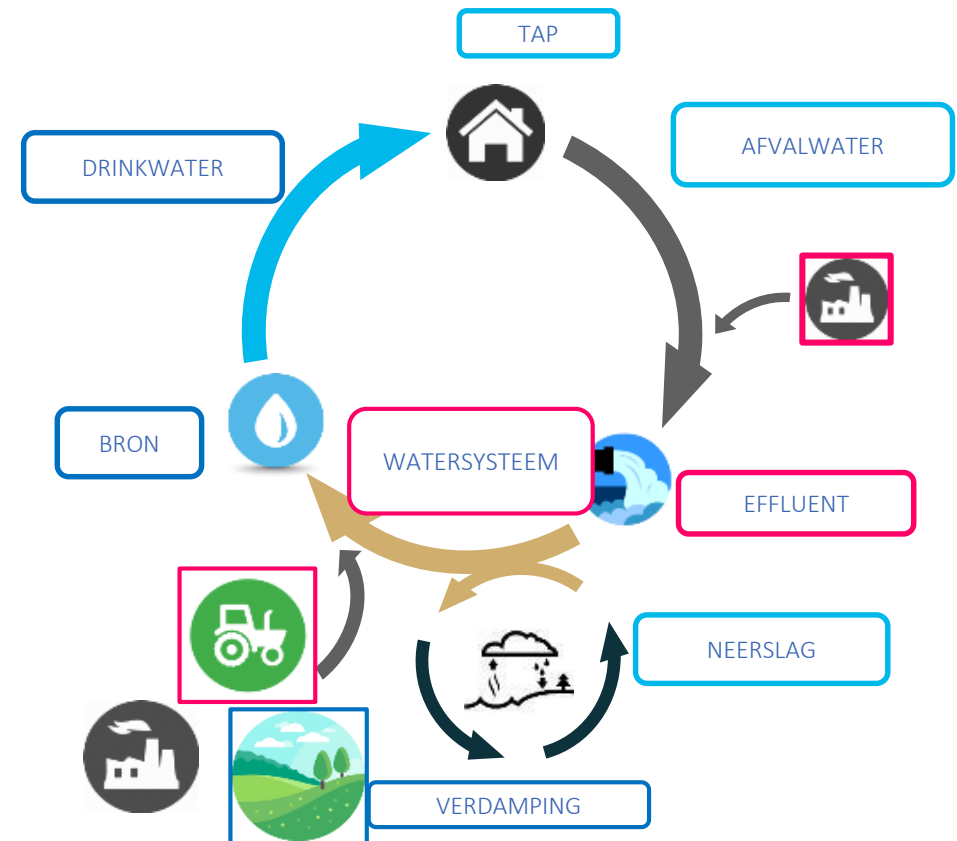 TAP
DRINKWATER
AFVALWATER
BRON
WATERSYSTEEM
EFFLUENT
NEERSLAG
VERDAMPING